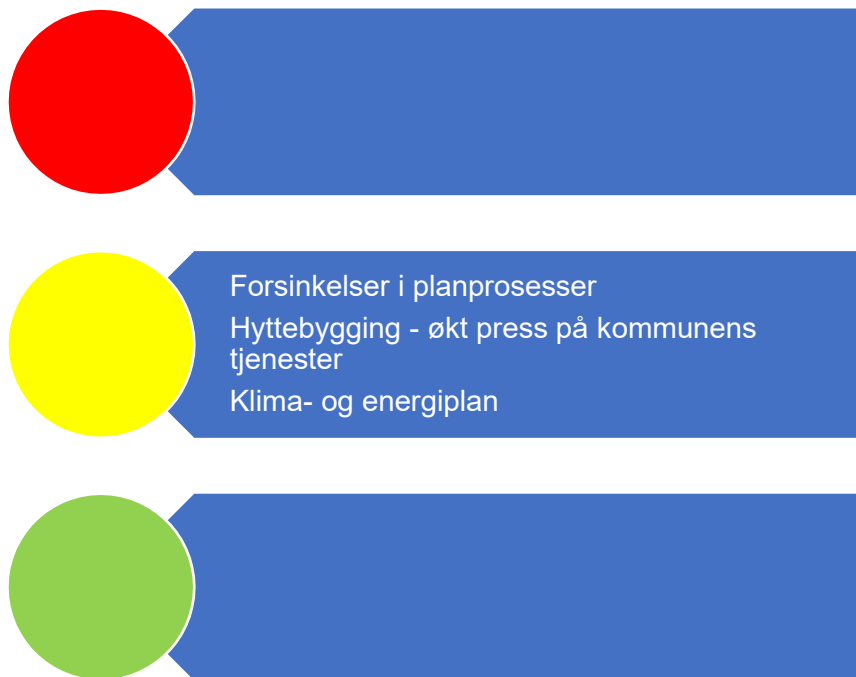 Forsinkelser i planprosesser
Hyttebygging - økt press på kommunens
tjenester
Klima- og energiplan